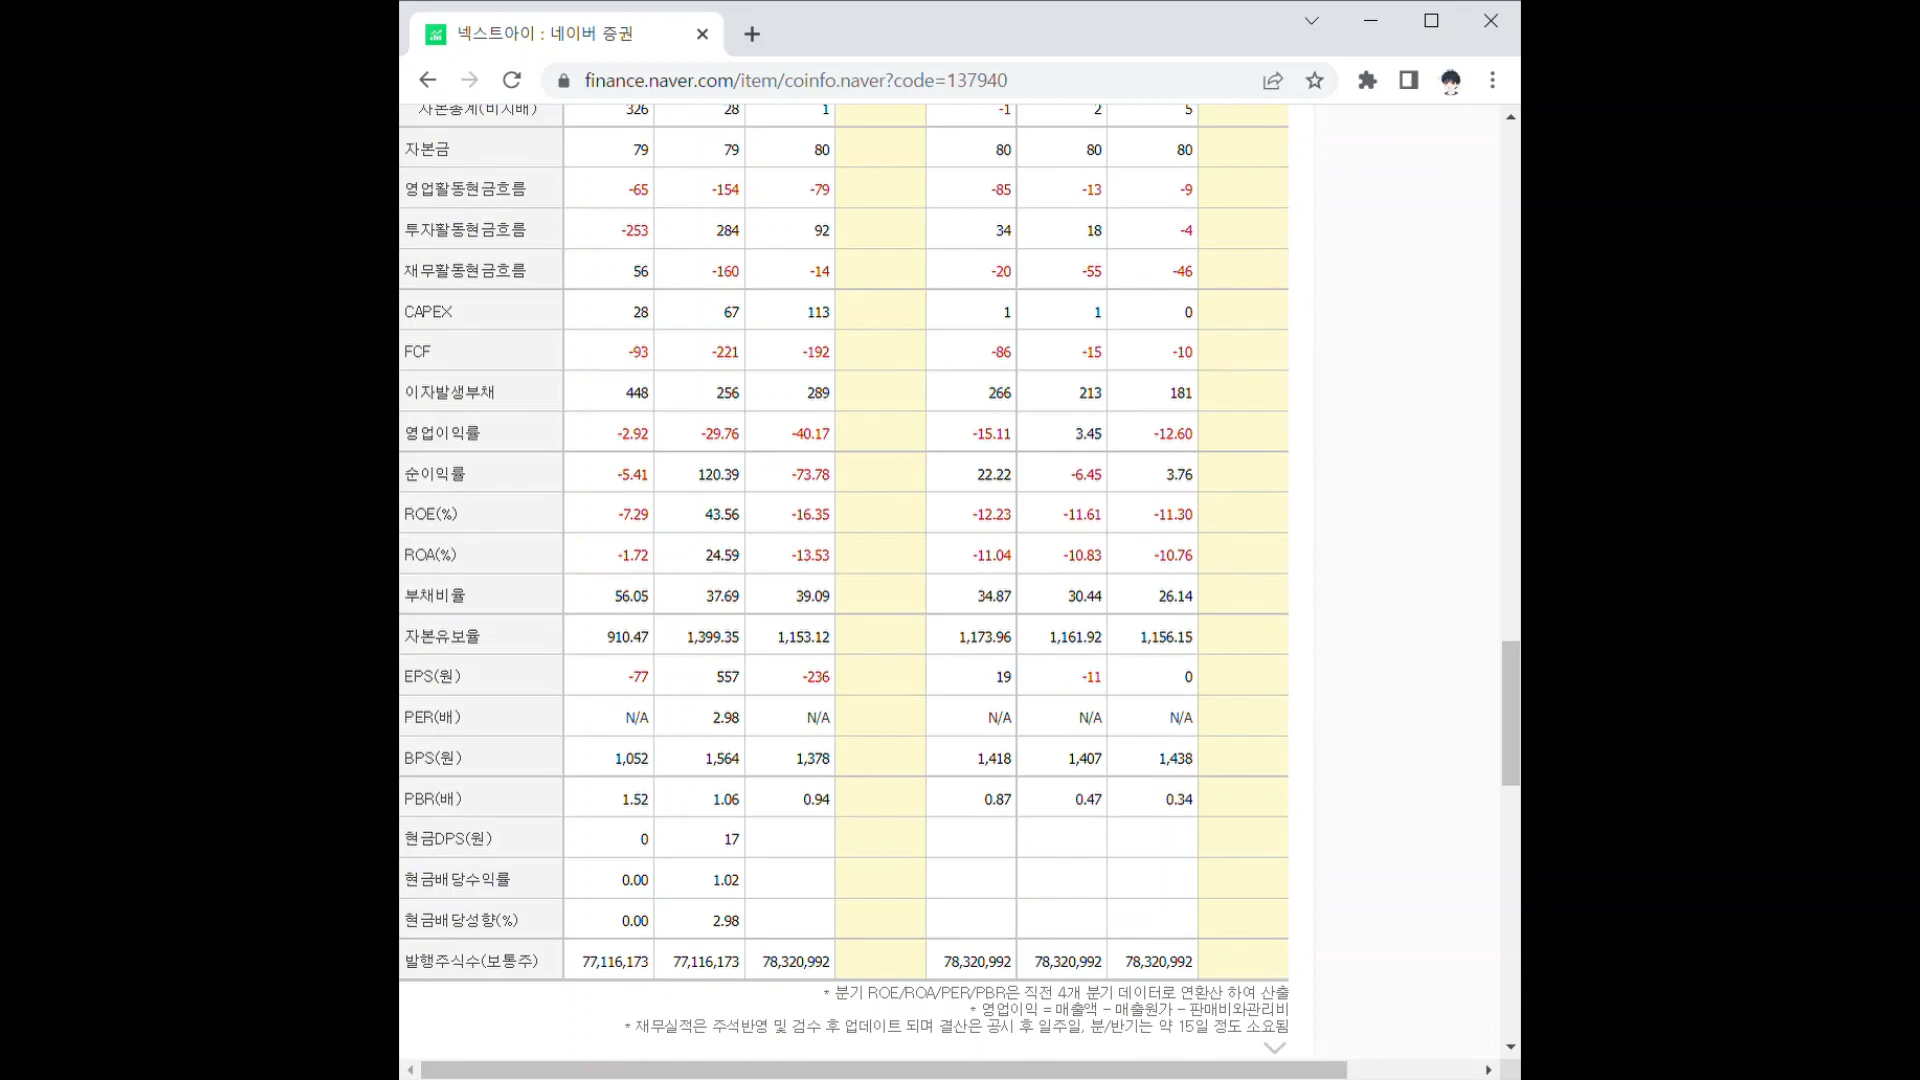 넥스트아이 : 네이버 증권
finance.naver.com/item/coinfo.naver?code=137940
자본총계(비지배) 326 28 1 -1 2 5
자본금 79 79 80 80 80 80
영업활동현금흐름 -65 -154 -79 -85 -13 -9
투자활동현금흐름 -253 284 92 34 18 -4
재무활동현금흐름 56 -160 -14 -20 -55 -46
CAPEX 28 67 113 1 1 0
FCF -93 -221 -192 -86 -15 -10
이자발생부채 448 256 289 266 213 181
영업이익률 -2.92 -29.76 -40.17 -15.11 3.45 -12.60
순이익률 -5.41 120.39 -73.78 22.22 -6.45 3.76
ROE(%) -7.29 43.56 -16.35 -12.23 -11.61 -11.30
ROA(%) -1.72 24.59 -13.53 -11.04 -10.83 -10.76
부채비율 56.05 37.69 39.09 34.87 30.44 26.14
자본유보율 910.47 1,399.35 1,153.12 1,173.96 1,161.92 1,156.15
EPS(원) -77 557 -236 19 -11 0
PER(배) N/A 2.98 N/A N/A N/A N/A
BPS(원) 1,052 1,564 1,378 1,418 1,407 1,438
PBR(배) 1.52 1.06 0.94 0.87 0.47 0.34
현금DPS(원) 0 17
현금배당수익률 0.00 1.02
현금배당성향(%) 0.00 2.98
발행주식수(보통주) 77,116,173 77,116,173 78,320,992 78,320,992 78,320,992 78,320,992
* 분기 ROE/ROA/PER/PBR은 직전 4개 분기 데이터로 연환산 하여 산출
* 영업이익 = 매출액 - 매출원가 - 판매비와관리비
* 재무실적은 주석반영 및 검수 후 업데이트 되며 결산은 공시 후 일주일, 분/반기는 약 15일 정도 소요됨